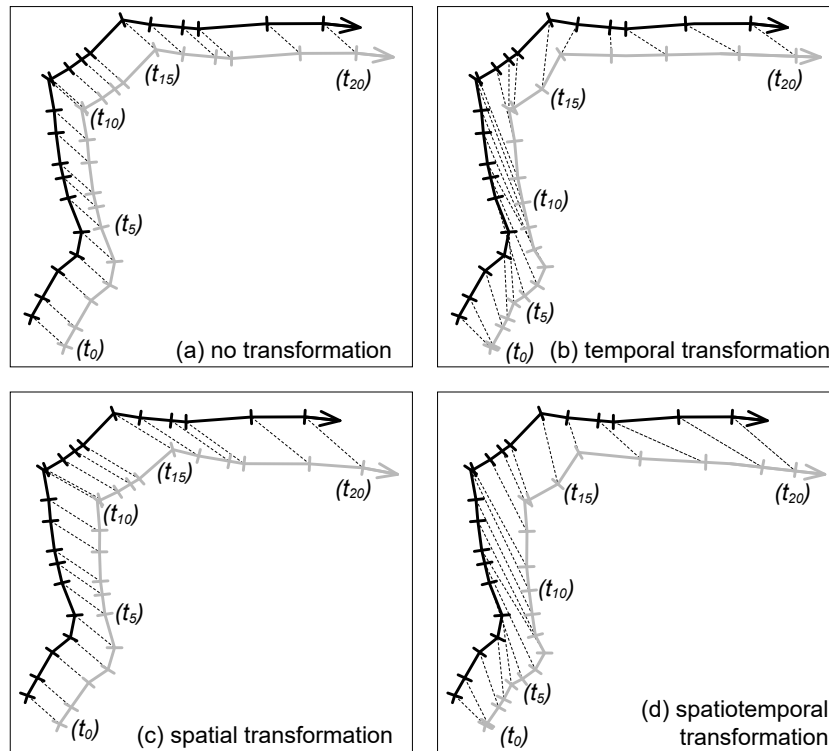 (t15)
(t20)
(t10)
(t5)
(t0)
(a) no transformation
(t20)
(t15)
(t10)
(t5)
(t0)
(b) temporal transformation
(t15)
(t20)
(t10)
(t5)
(t0)
(c) spatial transformation
(t20)
(t15)
(t10)
(t5)
(t0)
(d) spatiotemporal
transformation